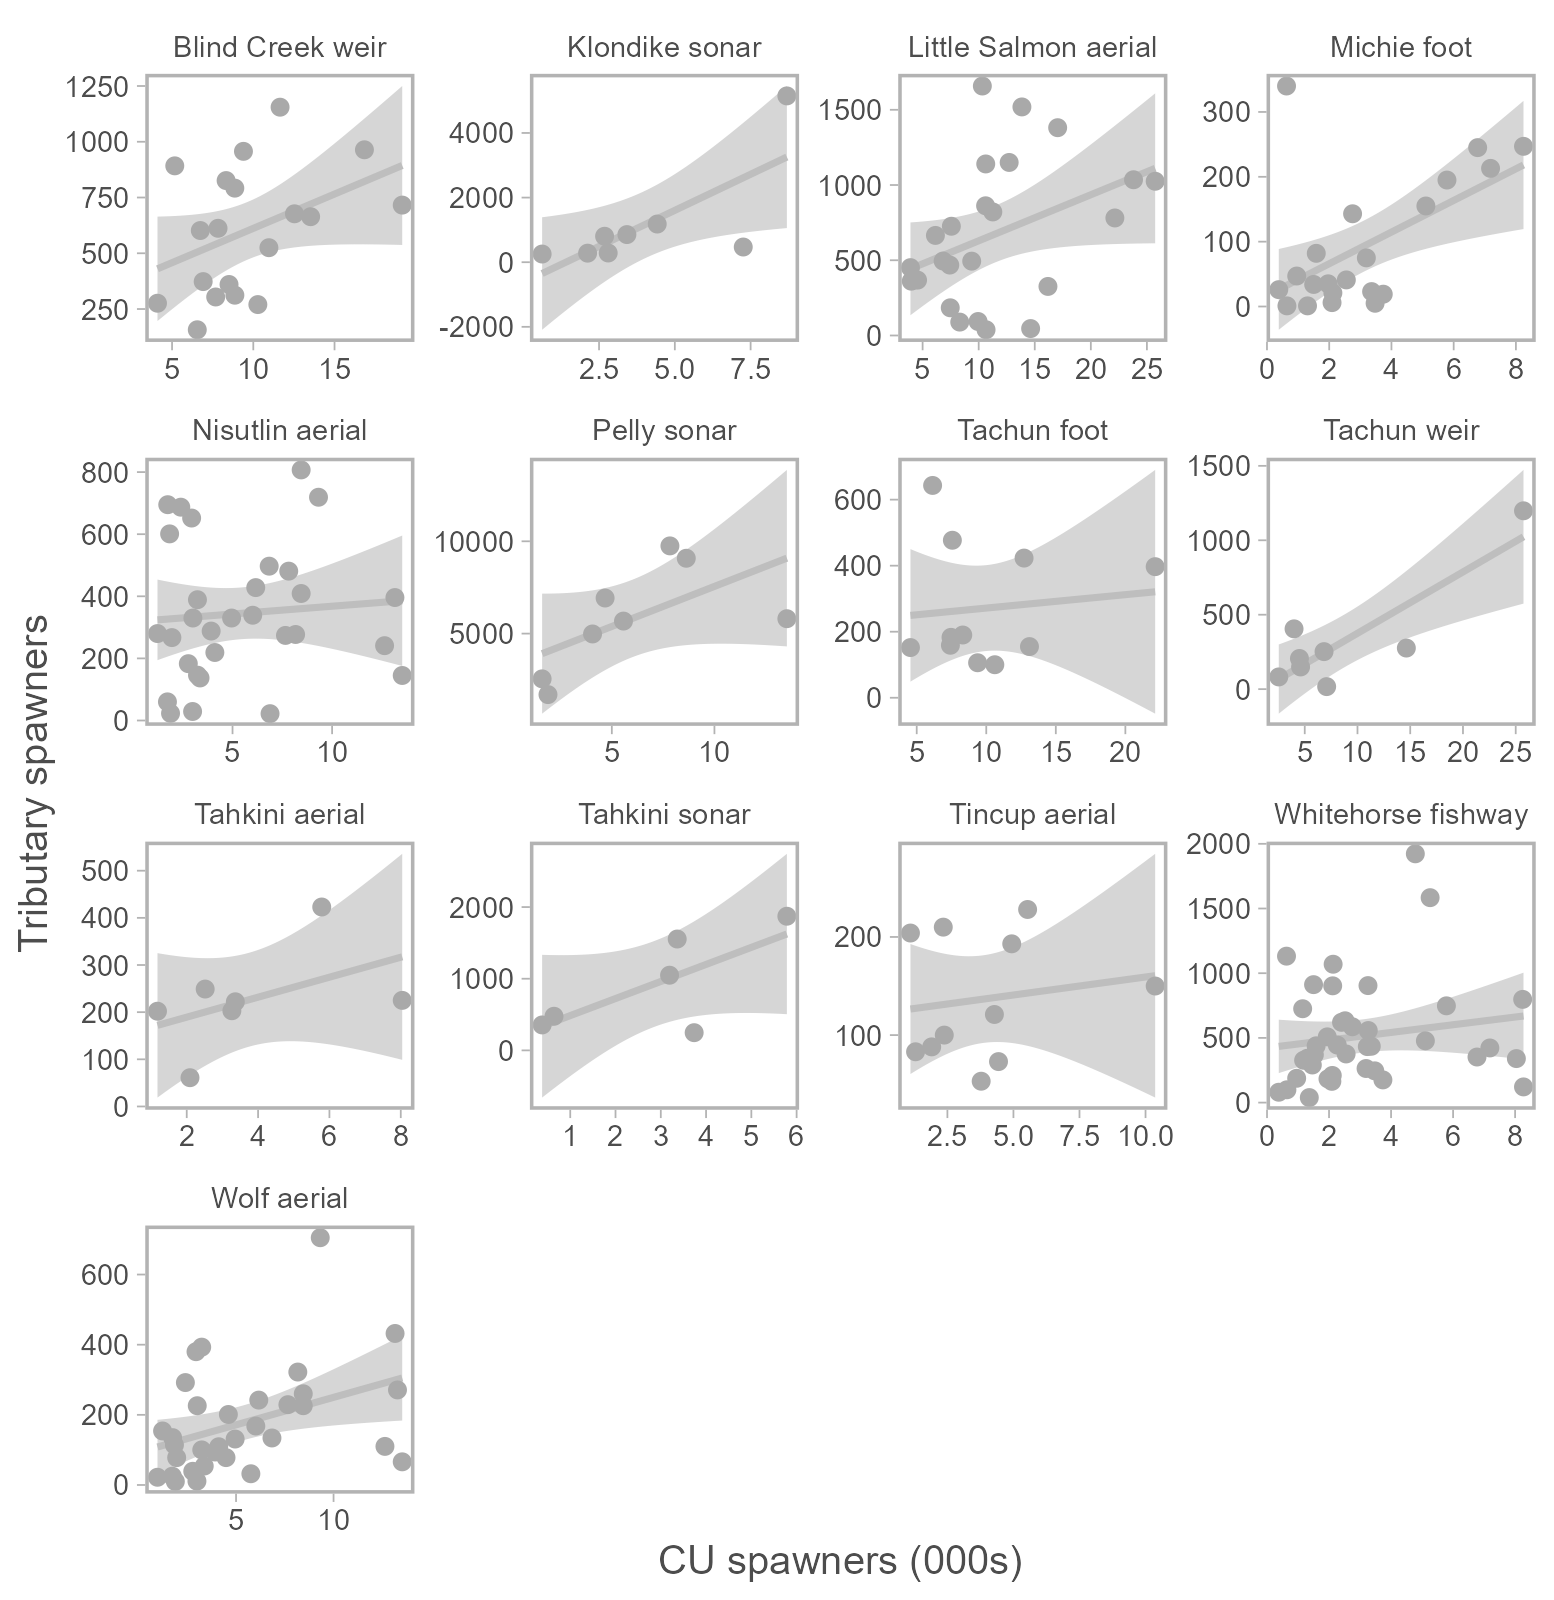 Blind Creek weir Klondike sonar Little Salmon aerial Michie foot
1250 1000 750 500 250
5 10 15
4000 2000 0 -2000
2.5 5.0 7.5
1500 1000 500 0
5 10 15 20 25
300 200 100 0
0 2 4 6 8
Nisutlin aerial Pelly sonar Tachun foot Tachun weir
800 600 400 200 0
5 10
10000 5000
5 10
600 400 200 0
5 10 15 20
1500 1000 500 0
5 10 15 20 25
Tahkini aerial Tahkini sonar Tincup aerial Whitehorse fishway
500 400 300 200 100 0
2 4 6 8
2000 1000 0
1 2 3 4 5 6
200 100
2.5 5.0 7.5 10.0
2000 1500 1000 500 0
0 2 4 6 8
Wolf aerial
600 400 200 0
5 10
Tributary spawners
CU spawners (000s)